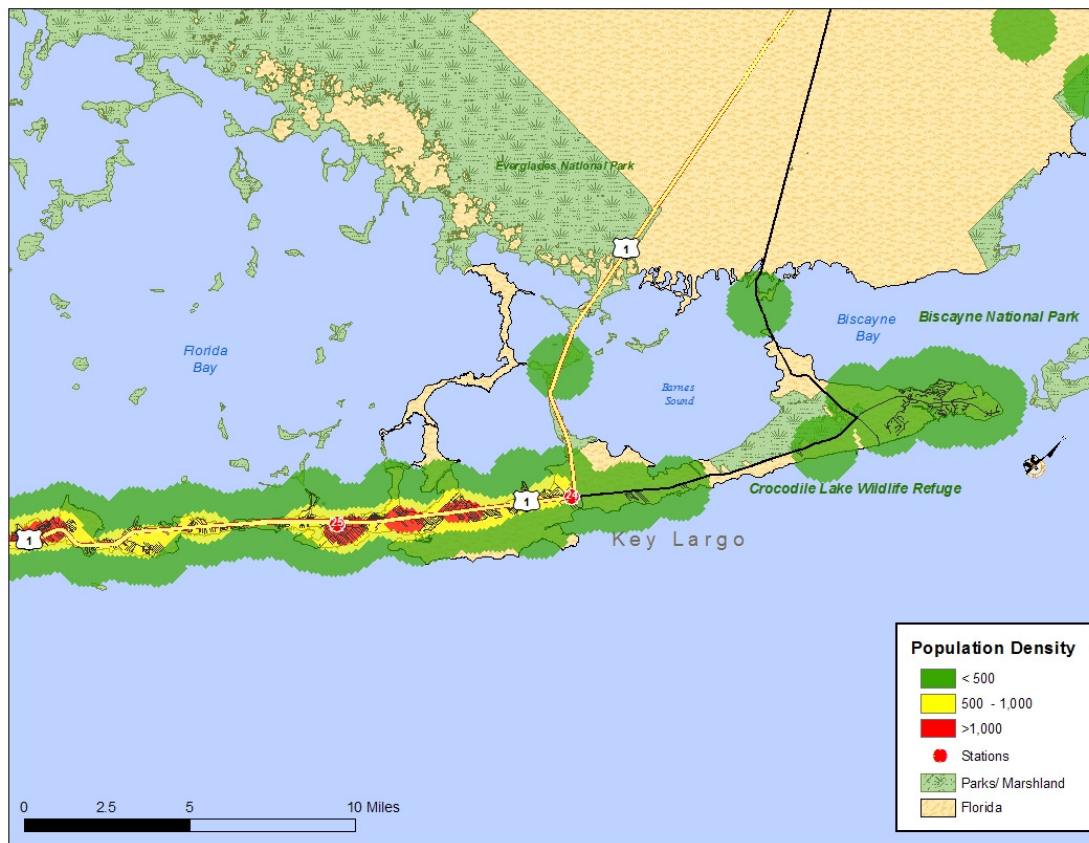 Everglades National Park
1
Florida
Bay
Biscayne
Bay
Biscayne National Park
Barnes
Sound
Crocodile Lake Wildlife Refuge
24
1
25
1
Key Largo
Population Density
< 500
500 - 1,000
>1,000
Stations
Parks/ Marshland
Florida
0 2.5 5 10 Miles